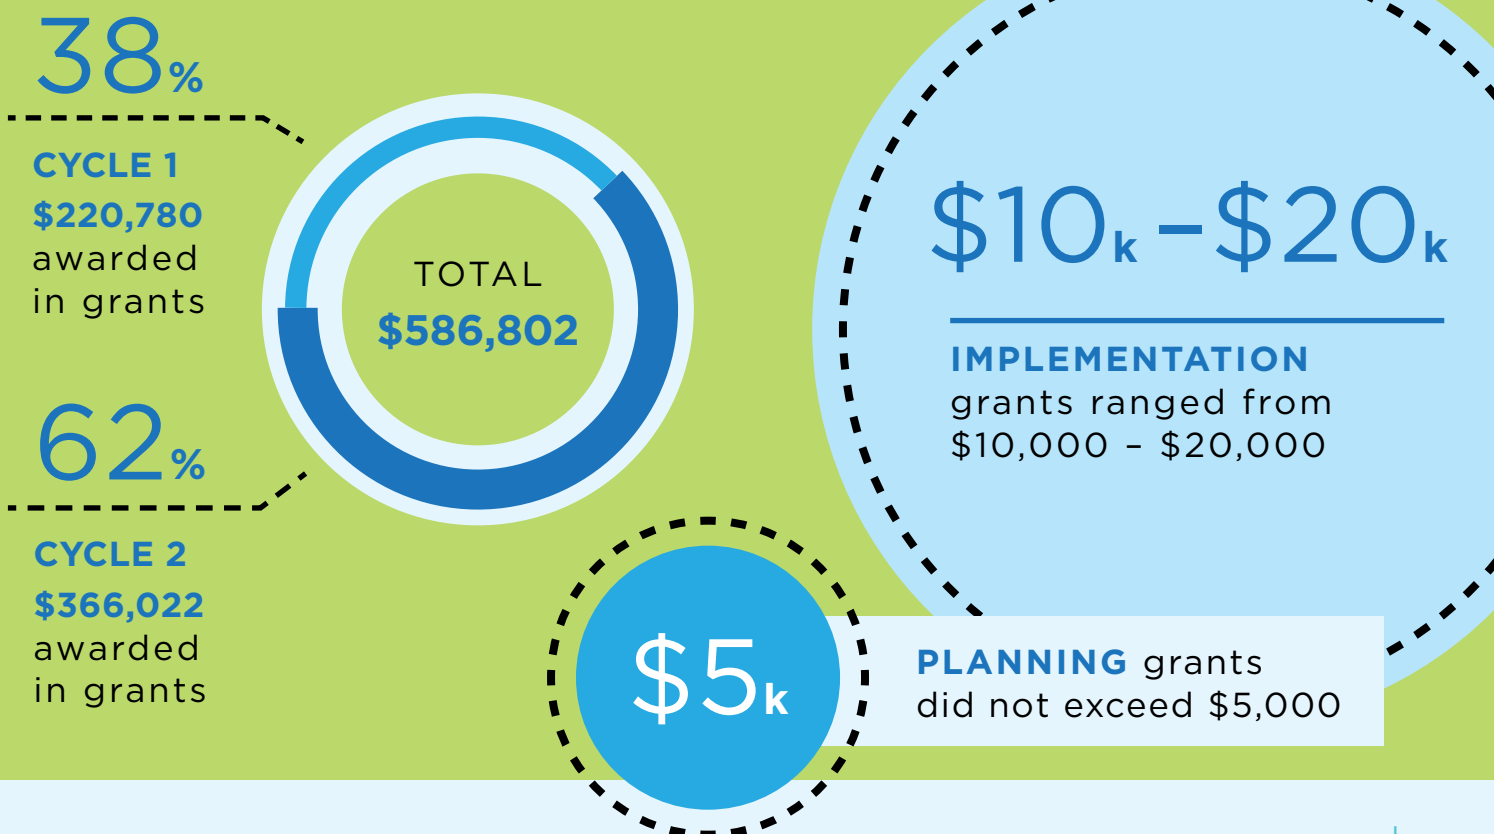 38%
CYCLE 1
$220,780
awarded
in grants
62%
CYCLE 2
$366,022
awarded
in grants
TOTAL
$586,802
$10k – $20k
IMPLEMENTATION
grants ranged from
$10,000 – $20,000
$5k
PLANNING grants
did not exceed $5,000